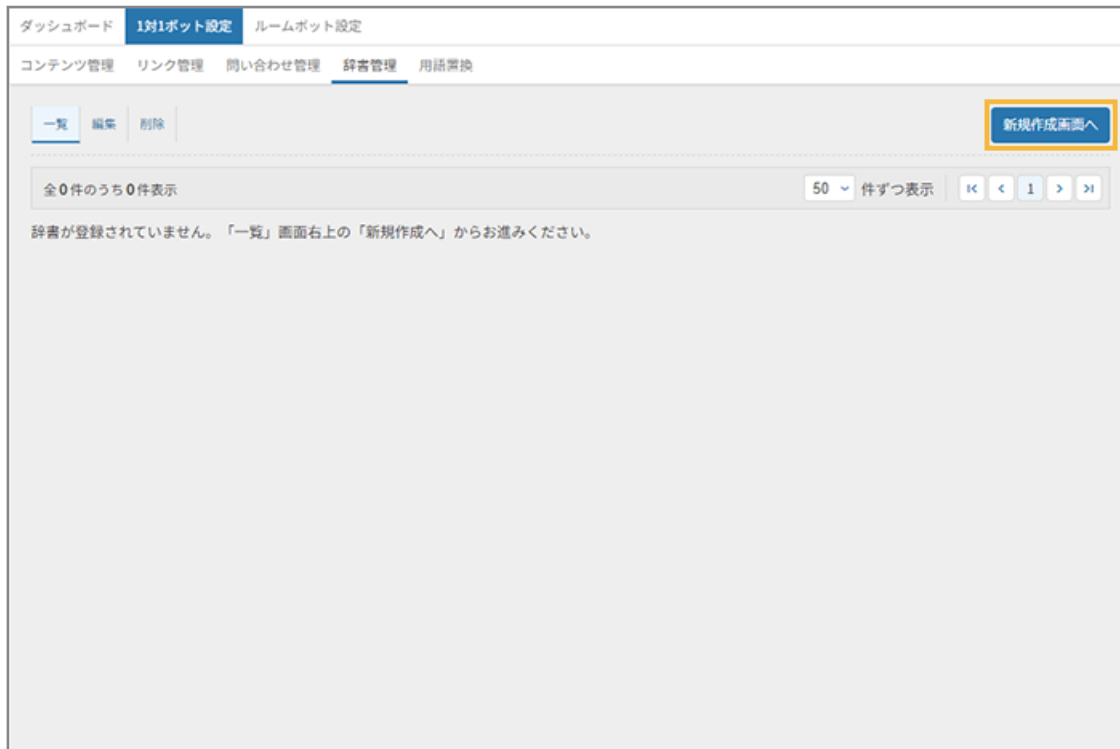 ダッシュボード 1対1ボット設定 ルームボット設定
コンテンツ管理 リンク管理 問い合わせ管理 辞書管理 用語置換
一覧 編集 削除 新規作成画面へ
全0件のうち0件表示 50 件ずつ表示 1
辞書が登録されていません。「一覧」画面右上の「新規作成へ」からお進みください。